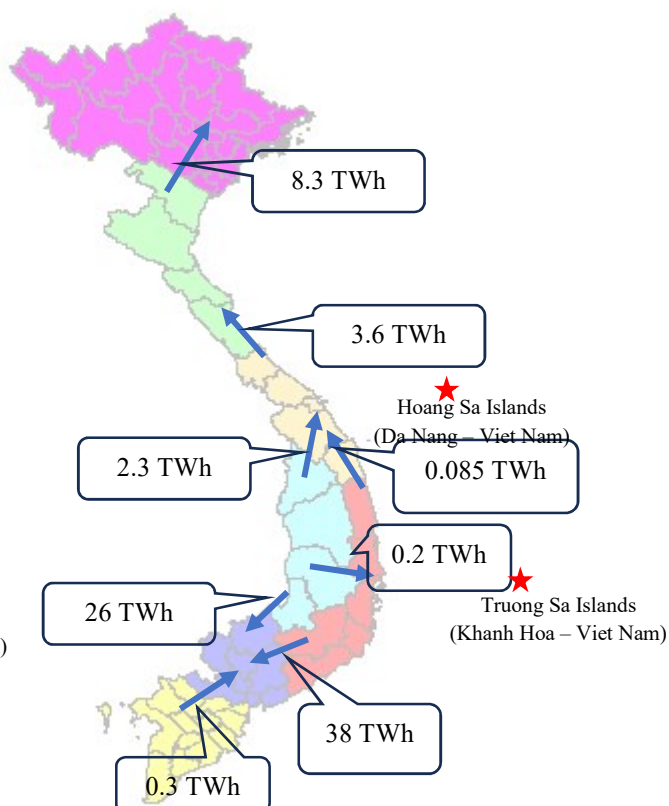 8.3 TWh
3.6 TWh
Hoang Sa Islands
(Da Nang – Viet Nam)
2.3 TWh
0.085 TWh
0.2 TWh
26 TWh
Truong Sa Islands
(Khanh Hoa – Viet Nam)
)
38 TWh
0.3 TWh